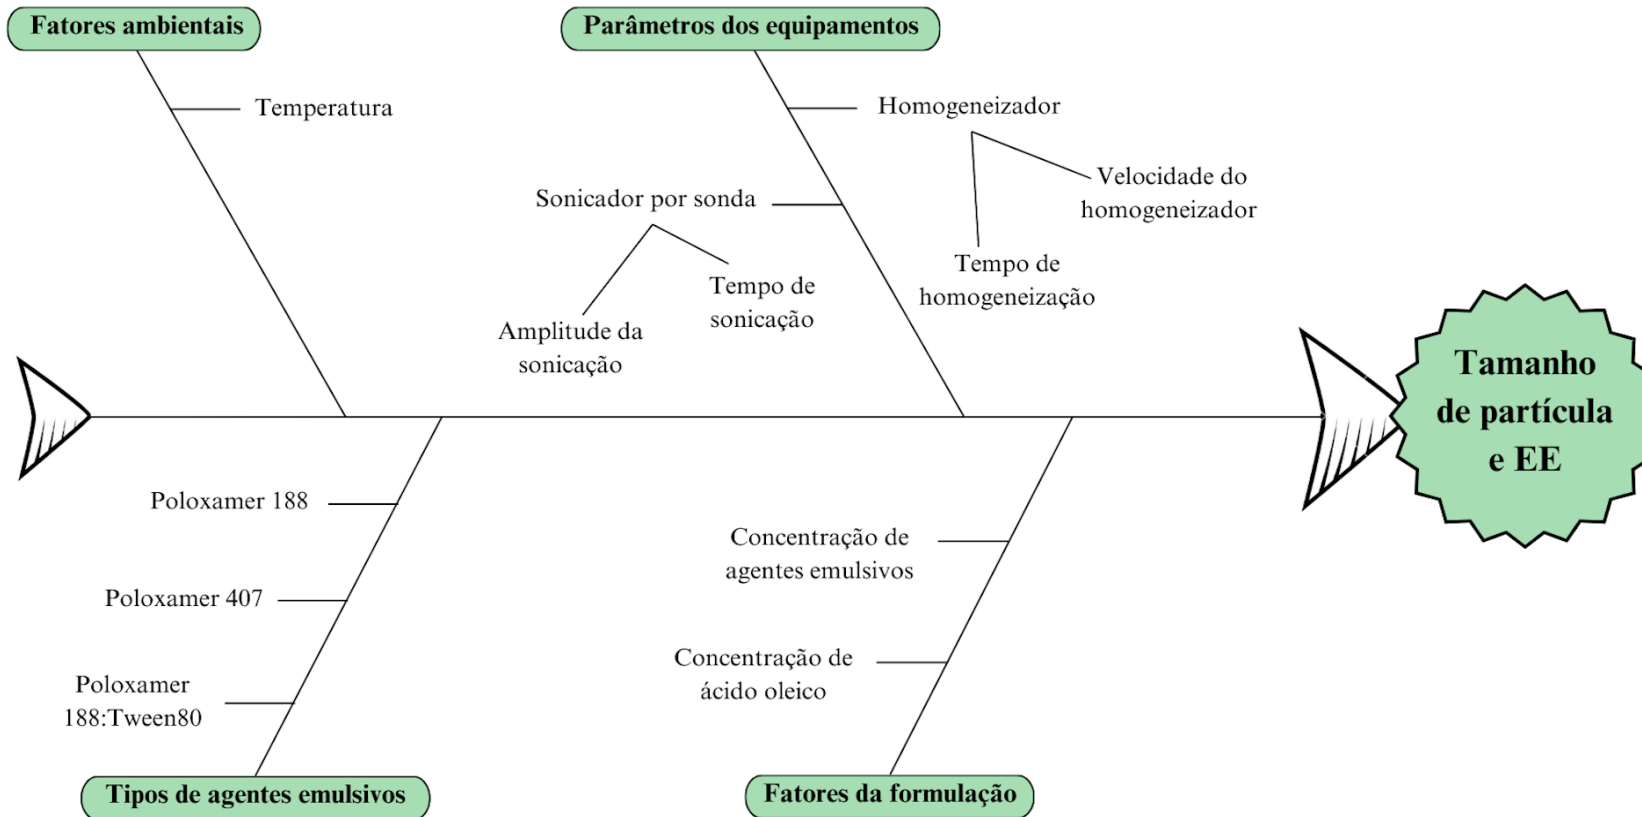 Fatores ambientais
Parâmetros dos equipamentos
Temperatura
Homogeneizador
Velocidade do
homogeneizador
Sonicador por sonda
Tempo de
homogeneização
Tempo de
sonicação
Amplitude da
sonicação
Tamanho
de partícula
e EE
Poloxamer 188
Concentração de
agentes emulsivos
Poloxamer 407
Concentração de
ácido oleico
Poloxamer
188:Tween80
Tipos de agentes emulsivos
Fatores da formulação